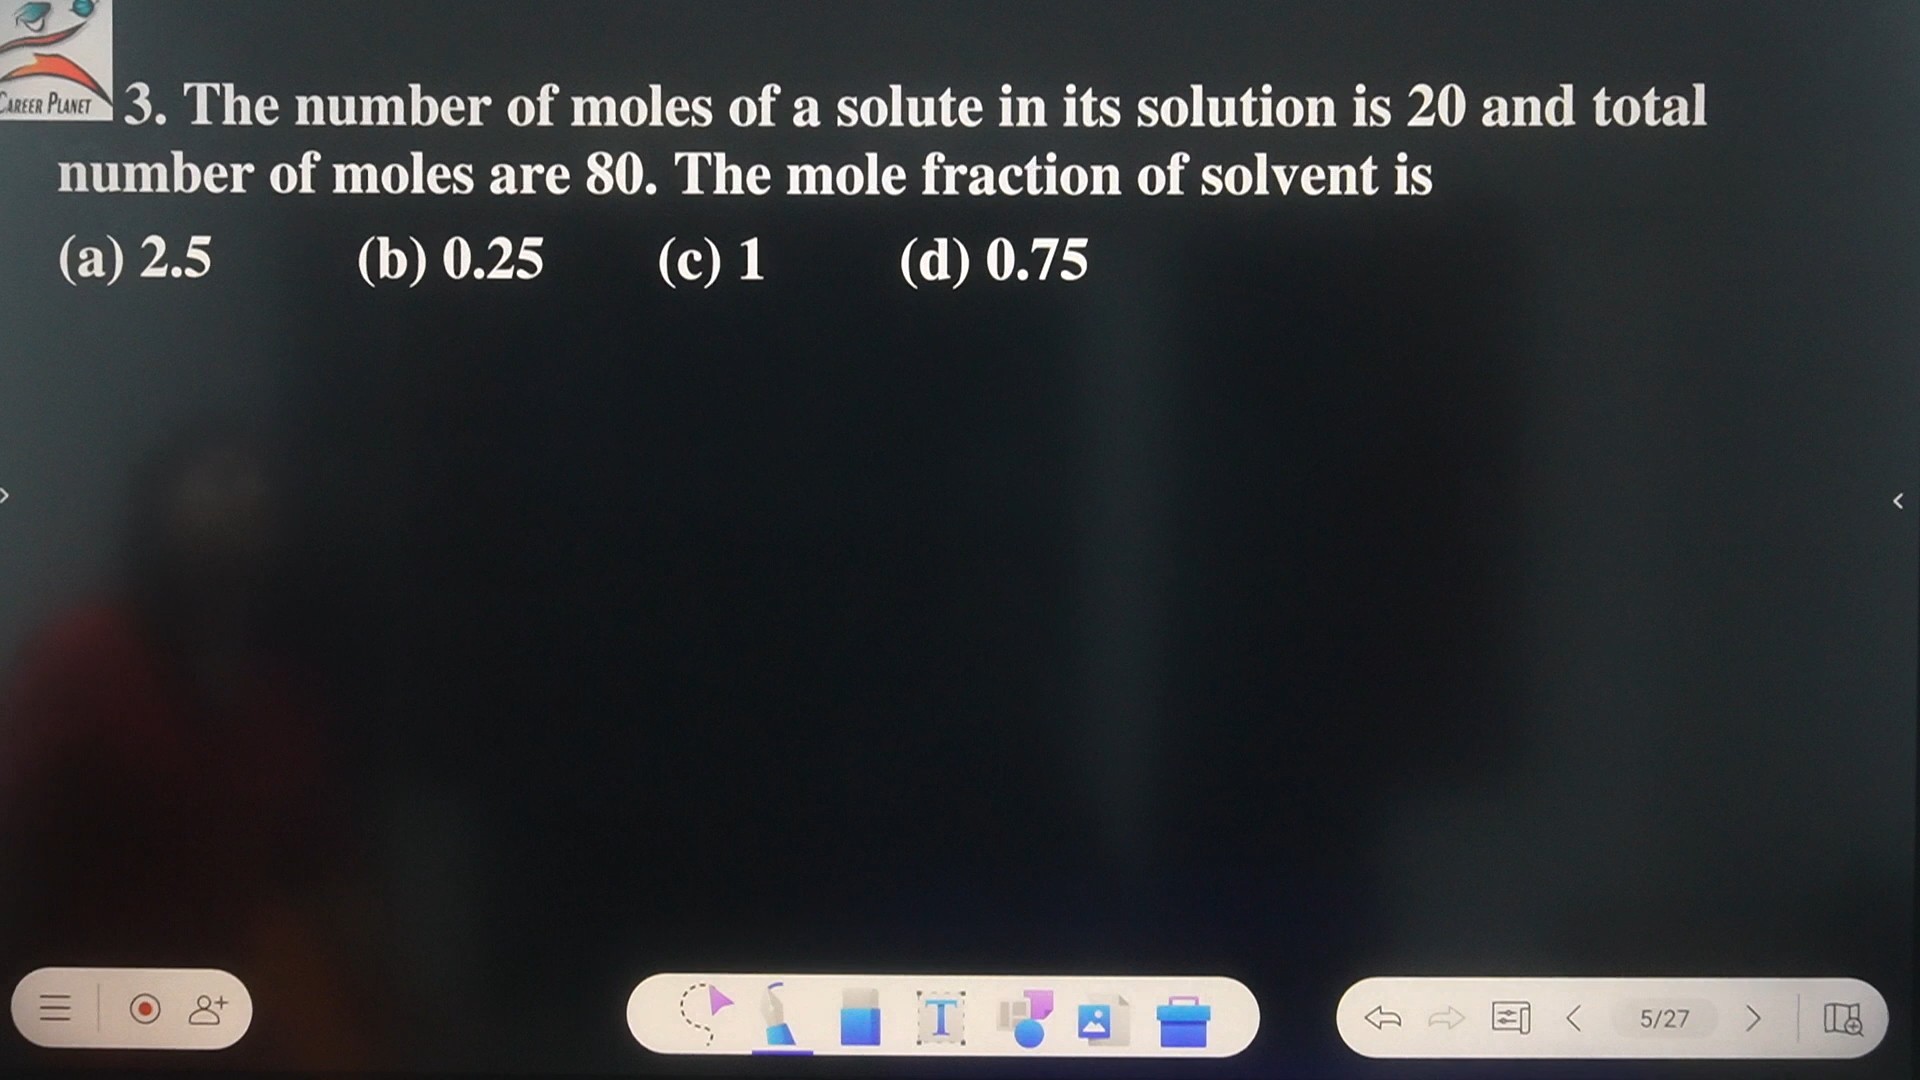 CAREER PLANET
3. The number of moles of a solute in its solution is 20 and total
number of moles are 80. The mole fraction of solvent is
(a) 2.5 (b) 0.25 (c) 1 (d) 0.75
5/27